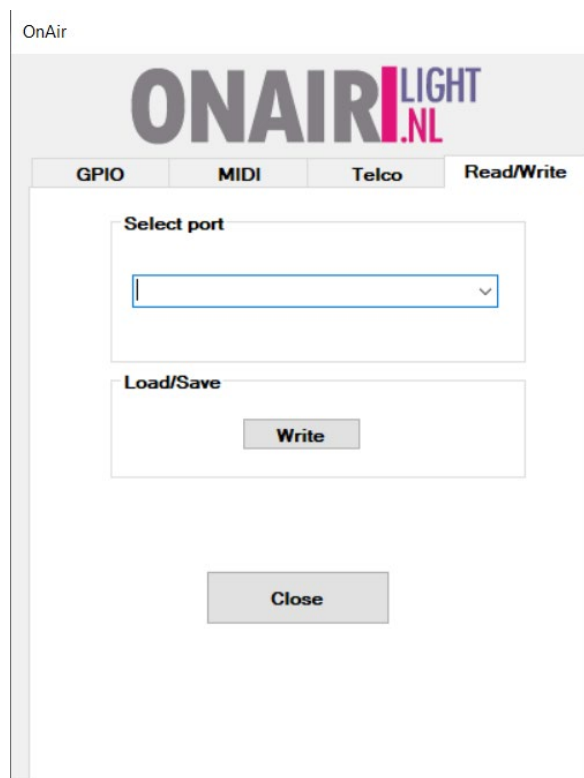 OnAir
ONAIR LIGHT
.NL
GPIO MIDI Telco Read/Write
Select port
Load/Save
Write
Close